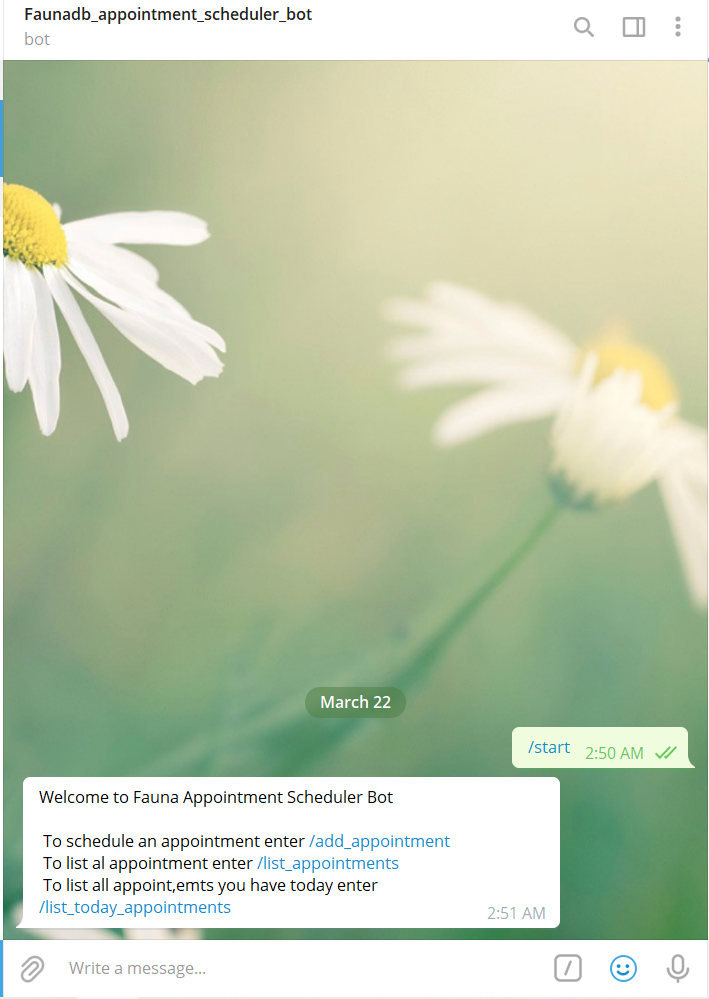 Faunadb_appointment_scheduler_bot
bot
March 22
/start 2:50 AM
Welcome to Fauna Appointment Scheduler Bot
To schedule an appointment enter /add_appointment
To list al appointment enter /list_appointments
To list all appoint,emts you have today enter
/list_today_appointments
2:51 AM
Write a message...